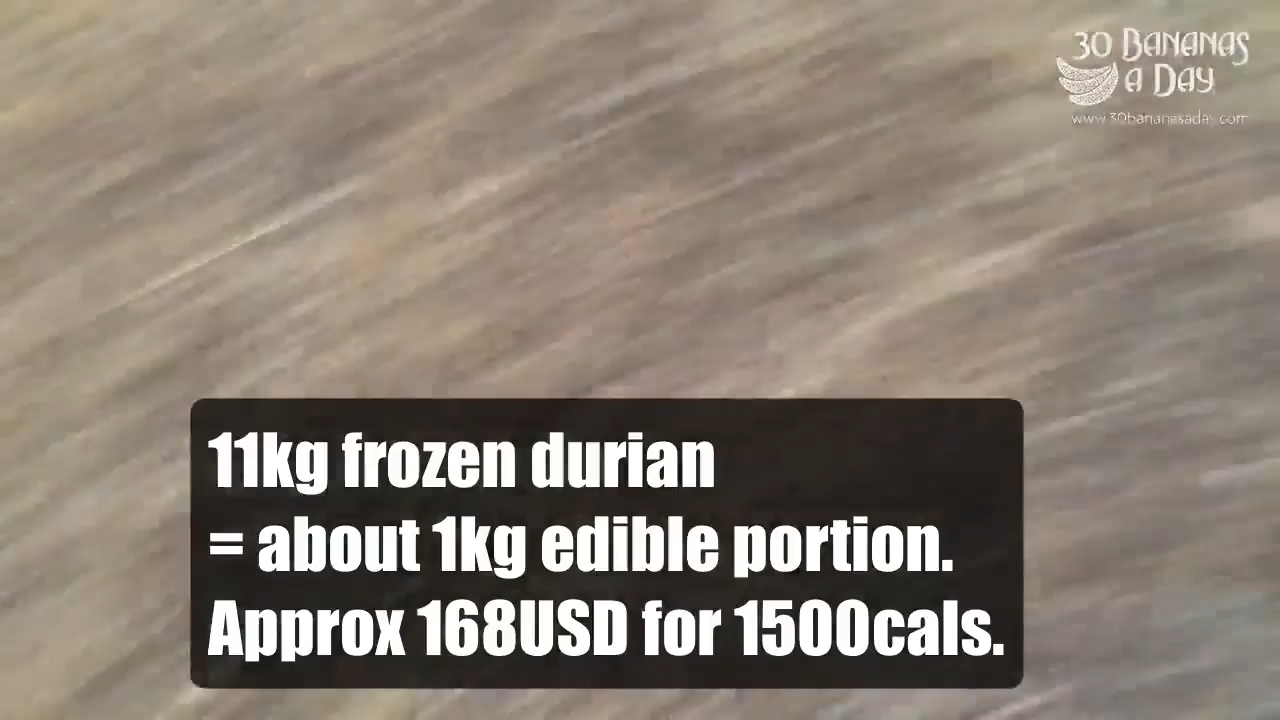 30 BANANAS
A DAY
www.30bananasaday.com
11kg frozen durian
= about 1kg edible portion.
Approx 168USD for 1500cals.